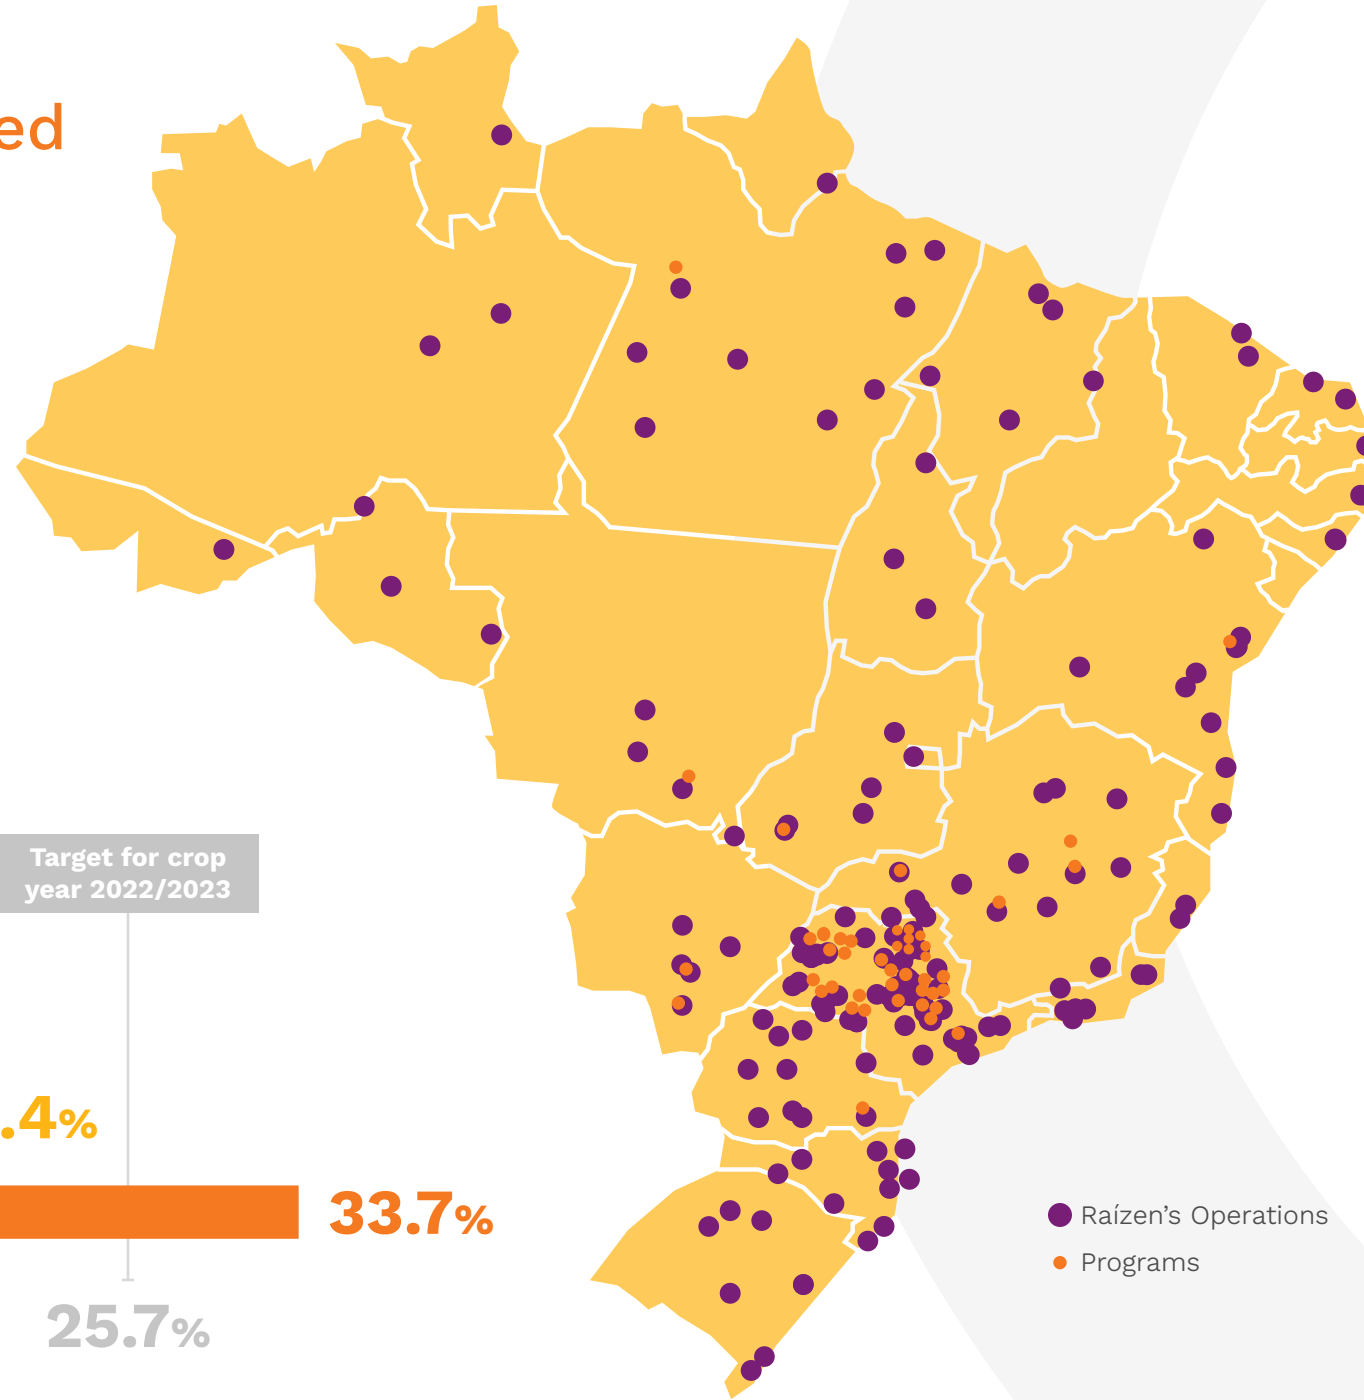 ed
Target for crop
year 2022/2023
.4%
33.7%
25.7%
Raízen’s Operations
Programs